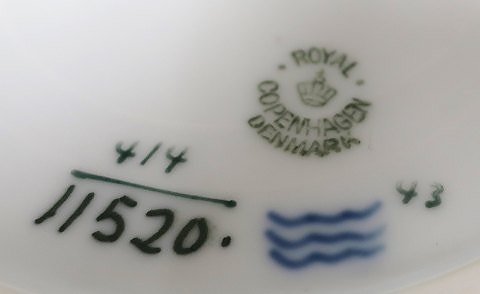 ROYAL
COPENHAGEN
DENMARK
414
11520.
43